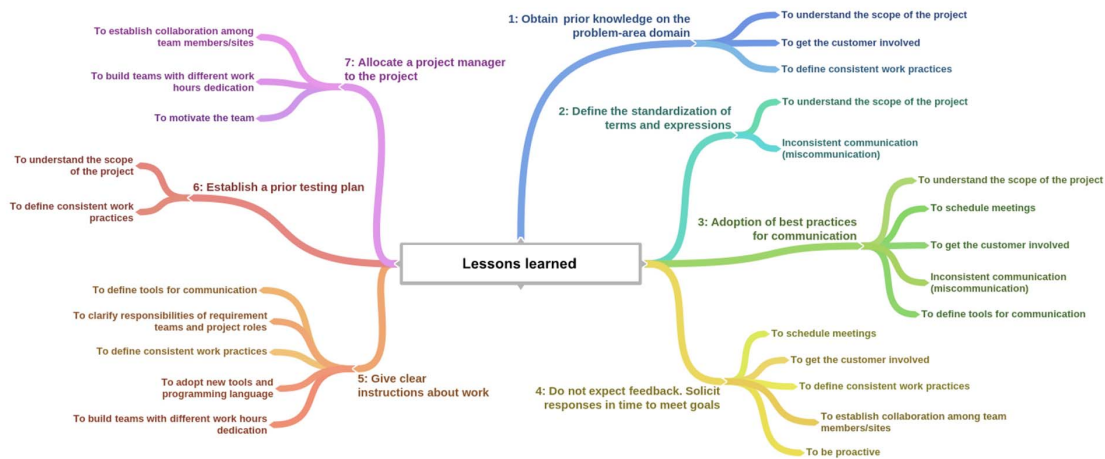 Lessons learned
1: Obtain prior knowledge on the
problem-area domain
To understand the scope of the project
To get the customer involved
To define consistent work practices
2: Define the standardization of
terms and expressions
To understand the scope of the project
Inconsistent communication
(miscommunication)
3: Adoption of best practices
for communication
To understand the scope of the project
To schedule meetings
To get the customer involved
Inconsistent communication
(miscommunication)
To define tools for communication
4: Do not expect feedback. Solicit
responses in time to meet goals
To schedule meetings
To get the customer involved
To define consistent work practices
To establish collaboration among team
members/sites
To be proactive
5: Give clear
instructions about work
To define tools for communication
To clarify responsibilities of requirement
teams and project roles
To define consistent work practices
To adopt new tools and
programming language
To build teams with different work hours
dedication
6: Establish a prior testing plan
To understand the scope
of the project
To define consistent work
practices
7: Allocate a project manager
to the project
To establish collaboration among
team members/sites
To build teams with different work
hours dedication
To motivate the team